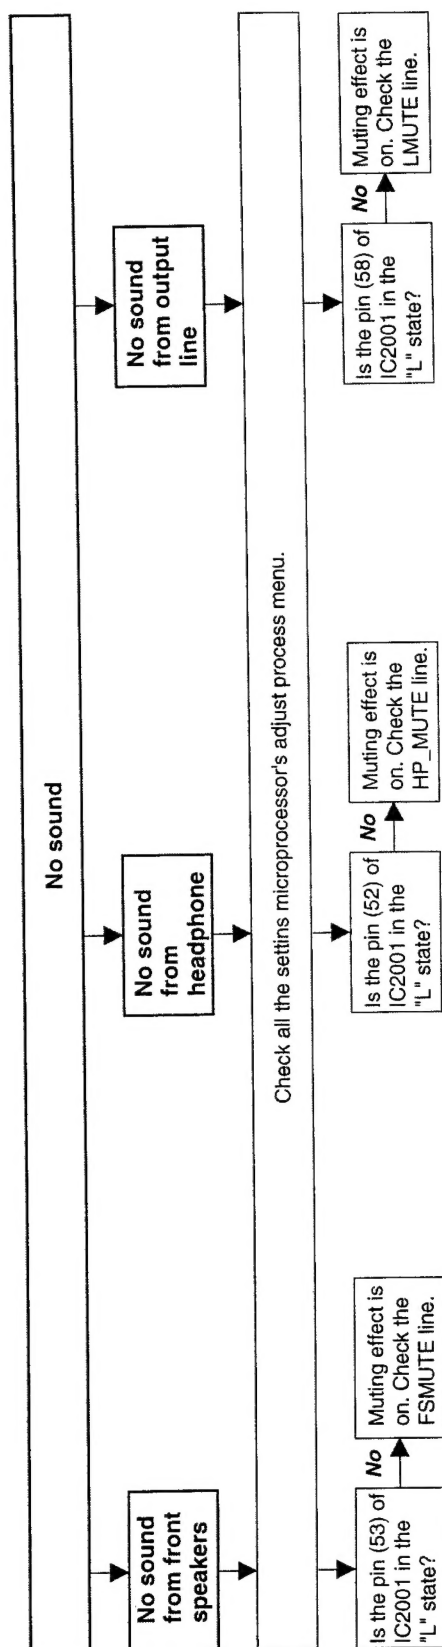 No sound
No sound
from front
speakers
No sound
from
headphone
No sound
from output
line
Check all the settins microprocessor's adjust process menu.
Is the pin (53) of
IC2001 in the
"L" state?
No
Muting effect is
on. Check the
FSMUTE line.
Is the pin (52) of
IC2001 in the
"L" state?
No
Muting effect is
on. Check the
HP_MUTE line.
Is the pin (58) of
IC2001 in the
"L" state?
No
Muting effect is
on. Check the
LMUTE line.